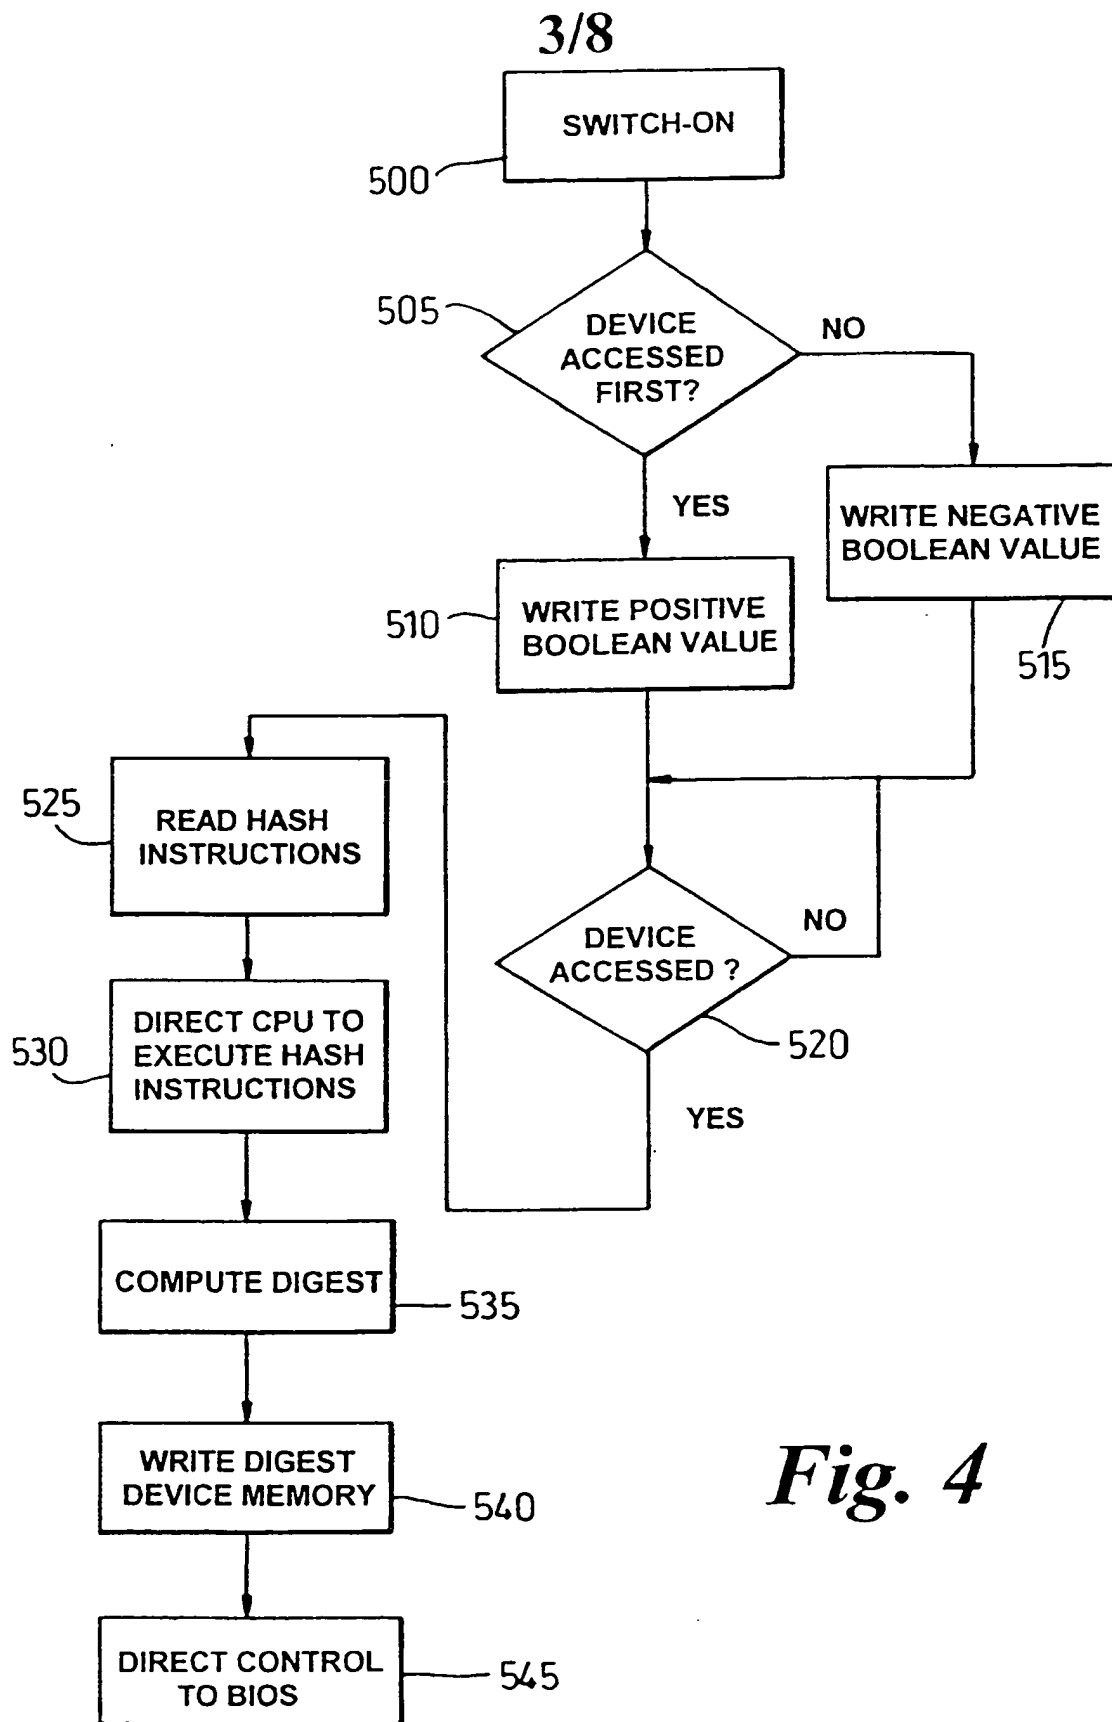 3/8
SWITCH-ON
500
505
DEVICE
ACCESSED
FIRST?
NO
YES
WRITE NEGATIVE
BOOLEAN VALUE
515
510
WRITE POSITIVE
BOOLEAN VALUE
525
READ HASH
INSTRUCTIONS
DEVICE
ACCESSED ?
NO
520
YES
530
DIRECT CPU TO
EXECUTE HASH
INSTRUCTIONS
COMPUTE DIGEST
535
WRITE DIGEST
DEVICE MEMORY
540
Fig. 4
DIRECT CONTROL
TO BIOS
545